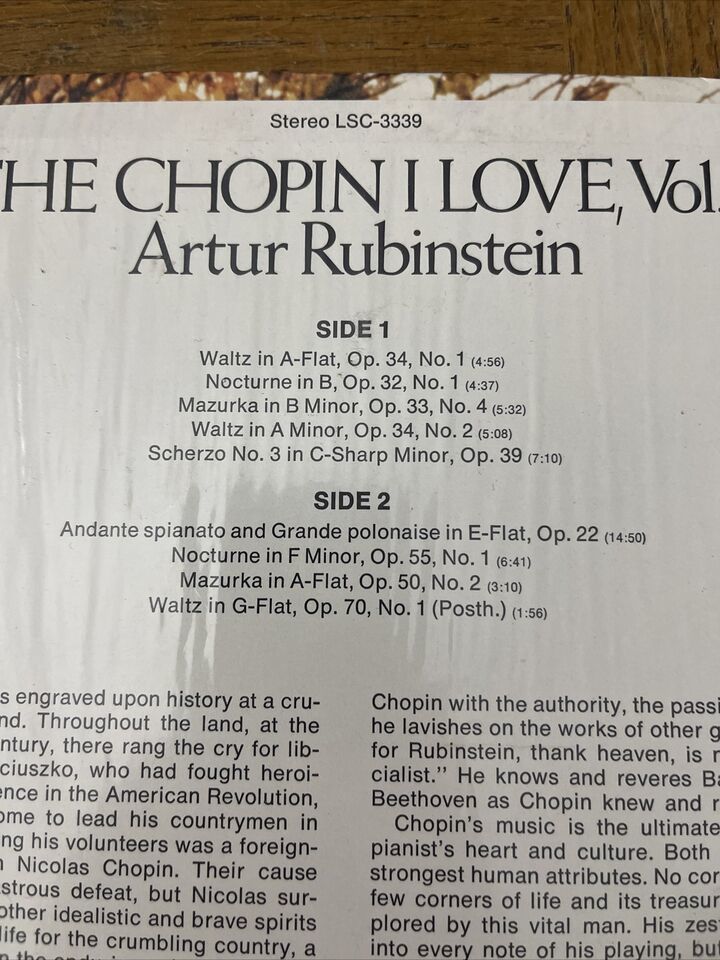 Stereo LSC-3339
THE CHOPIN I LOVE, Vol.
Artur Rubinstein
SIDE 1
Waltz in A-Flat, Op. 34, No. 1 (4:56)
Nocturne in B, Op. 32, No. 1 (4:37)
Mazurka in B Minor, Op. 33, No. 4 (5:32)
Waltz in A Minor, Op. 34, No. 2 (5:08)
Scherzo No. 3 in C-Sharp Minor, Op. 39 (7:10)
SIDE 2
Andante spianato and Grande polonaise in E-Flat, Op. 22 (14:50)
Nocturne in F Minor, Op. 55, No. 1 (6:41)
Mazurka in A-Flat, Op. 50, No. 2 (3:10)
Waltz in G-Flat, Op. 70, No. 1 (Posth.) (1:56)
s engraved upon history at a cru-
nd. Throughout the land, at the
ntury, there rang the cry for lib-
ciuszko, who had fought heroi-
ence in the American Revolution,
ome to lead his countrymen in
ng his volunteers was a foreign-
Nicolas Chopin. Their cause
strous defeat, but Nicolas sur-
other idealistic and brave spirits
life for the crumbling country, a
Chopin with the authority, the passi
he lavishes on the works of other g
for Rubinstein, thank heaven, is n
cialist." He knows and reveres Ba
Beethoven as Chopin knew and r
Chopin's music is the ultimate
pianist's heart and culture. Both
strongest human attributes. No cor
few corners of life and its treasur
plored by this vital man. His zes
into every note of his playing, but